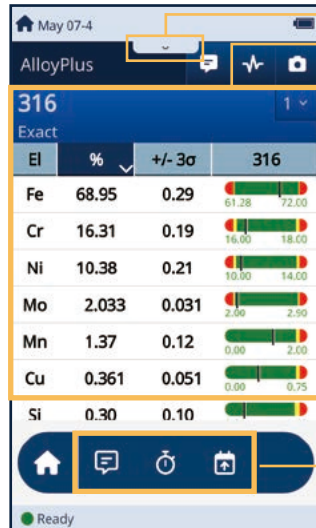 May 07-4
AlloyPlus
316 1
Exact
El % +/- 3σ 316
Fe 68.95 0.29 61.28 72.00
Cr 16.31 0.19 16.00 18.00
Ni 10.38 0.21 10.00 14.00
Mo 2.033 0.031 2.00 2.90
Mn 1.37 0.12 0.00 2.00
Cu 0.361 0.051 0.00 0.75
Si 0.30 0.10
Ready